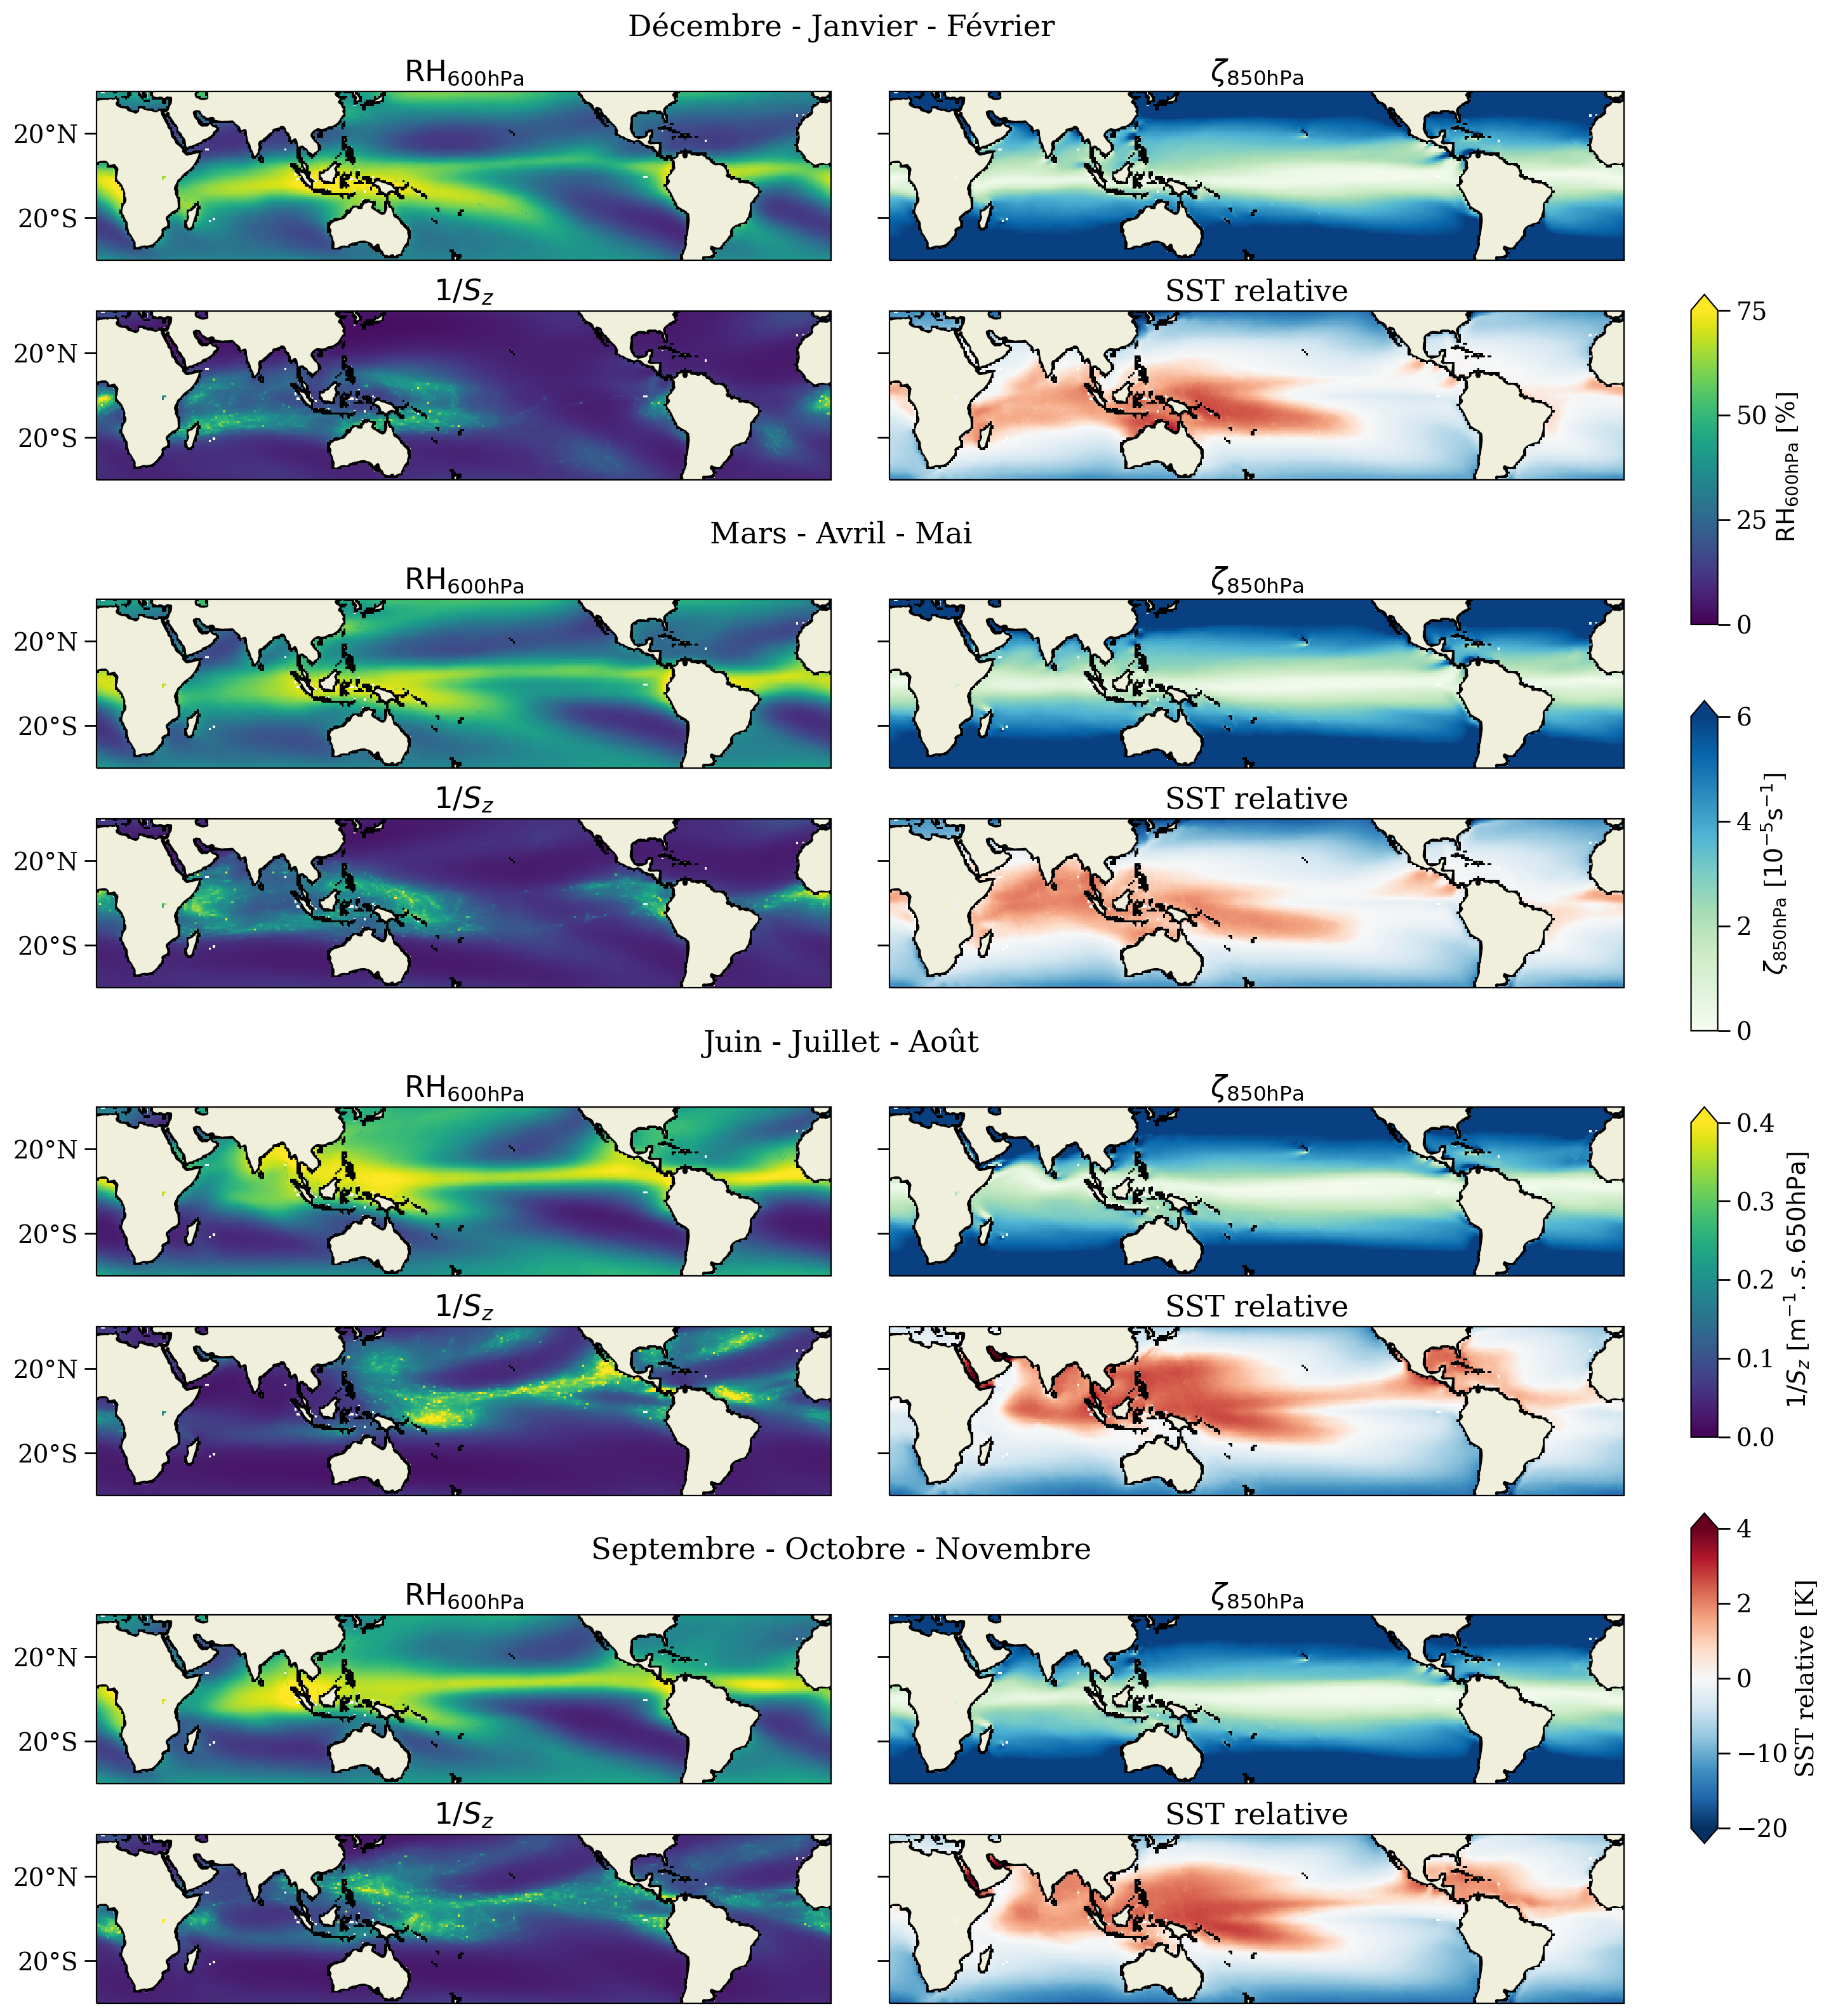 Décembre - Janvier - Février
RH600hPa
ζ850hPa
20°N
20°S
1/Sz
SST relative
20°N
20°S
Mars - Avril - Mai
RH600hPa
ζ850hPa
20°N
20°S
1/Sz
SST relative
20°N
20°S
Juin - Juillet - Août
RH600hPa
ζ850hPa
20°N
20°S
1/Sz
SST relative
20°N
20°S
Septembre - Octobre - Novembre
RH600hPa
ζ850hPa
20°N
20°S
1/Sz
SST relative
20°N
20°S
75
50
25
0
RH600hPa [%]
6
4
2
0
ζ850hPa [10−5s−1]
0.4
0.3
0.2
0.1
0.0
1/Sz [m−1.s.650hPa]
4
2
0
−10
−20
SST relative [K]